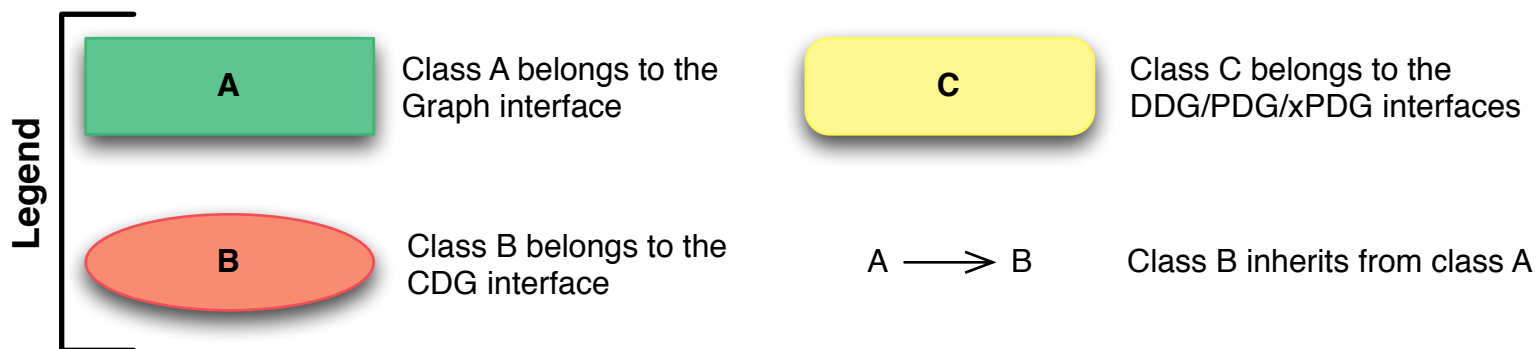 Legend
A
Class A belongs to the
Graph interface
C
Class C belongs to the
DDG/PDG/xPDG interfaces
B
Class B belongs to the
CDG interface
A B
Class B inherits from class A